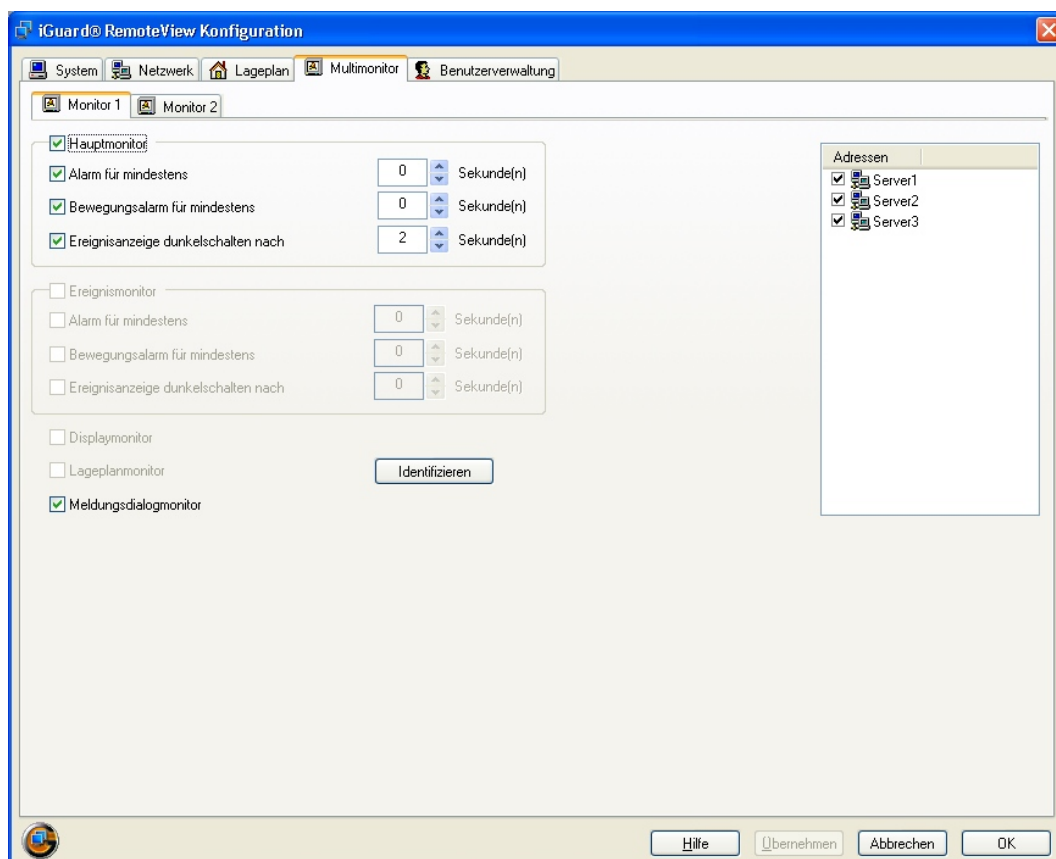 iGuard® RemoteView Konfiguration
System Netzwerk Lageplan Multimonitor Benutzerverwaltung
Monitor 1 Monitor 2
Hauptmonitor
Alarm für mindestens 0 Sekunde(n)
Bewegungsalarm für mindestens 0 Sekunde(n)
Ereignisanzeige dunkelschalten nach 2 Sekunde(n)
Ereignismonitor
Alarm für mindestens 0 Sekunde(n)
Bewegungsalarm für mindestens 0 Sekunde(n)
Ereignisanzeige dunkelschalten nach 0 Sekunde(n)
Displaymonitor
Lageplanmonitor Identifizieren
Meldungsdialogmonitor
Adressen
Server1
Server2
Server3
Hilfe Übernehmen Abbrechen OK